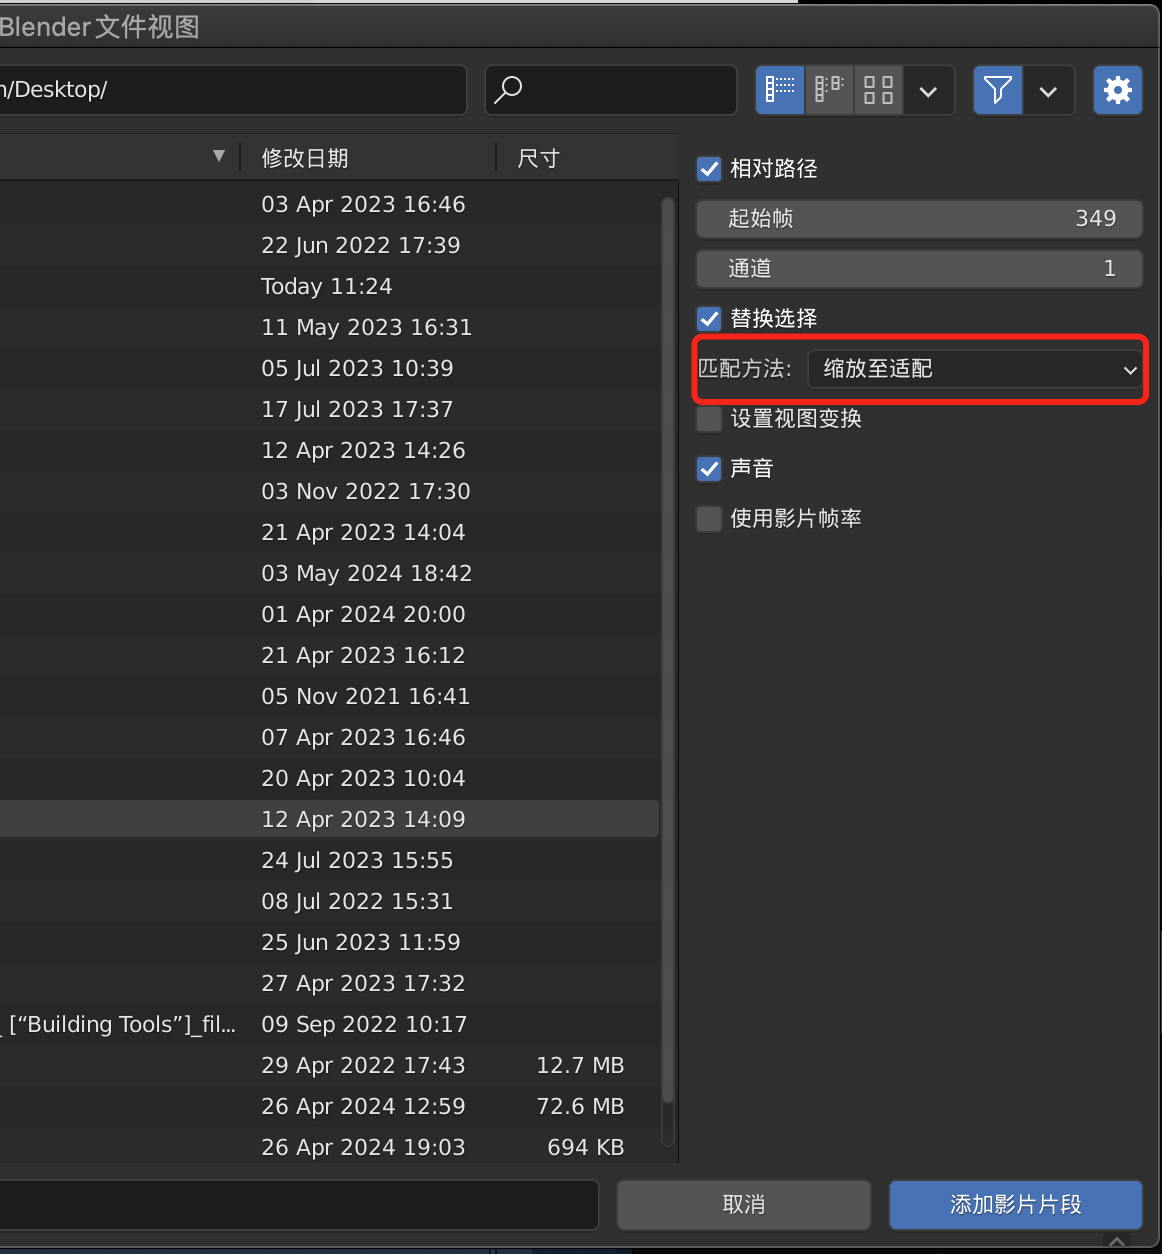 Blender文件视图
/Desktop/
修改日期 尺寸
03 Apr 2023 16:46
22 Jun 2022 17:39
Today 11:24
11 May 2023 16:31
05 Jul 2023 10:39
17 Jul 2023 17:37
12 Apr 2023 14:26
03 Nov 2022 17:30
21 Apr 2023 14:04
03 May 2024 18:42
01 Apr 2024 20:00
21 Apr 2023 16:12
05 Nov 2021 16:41
07 Apr 2023 16:46
20 Apr 2023 10:04
12 Apr 2023 14:09
24 Jul 2023 15:55
08 Jul 2022 15:31
25 Jun 2023 11:59
27 Apr 2023 17:32
_ [“Building Tools”]_fil... 09 Sep 2022 10:17
29 Apr 2022 17:43 12.7 MB
26 Apr 2024 12:59 72.6 MB
26 Apr 2024 19:03 694 KB
相对路径
起始帧 349
通道 1
替换选择
匹配方法: 缩放至适配
设置视图变换
声音
使用影片帧率
取消 添加影片片段